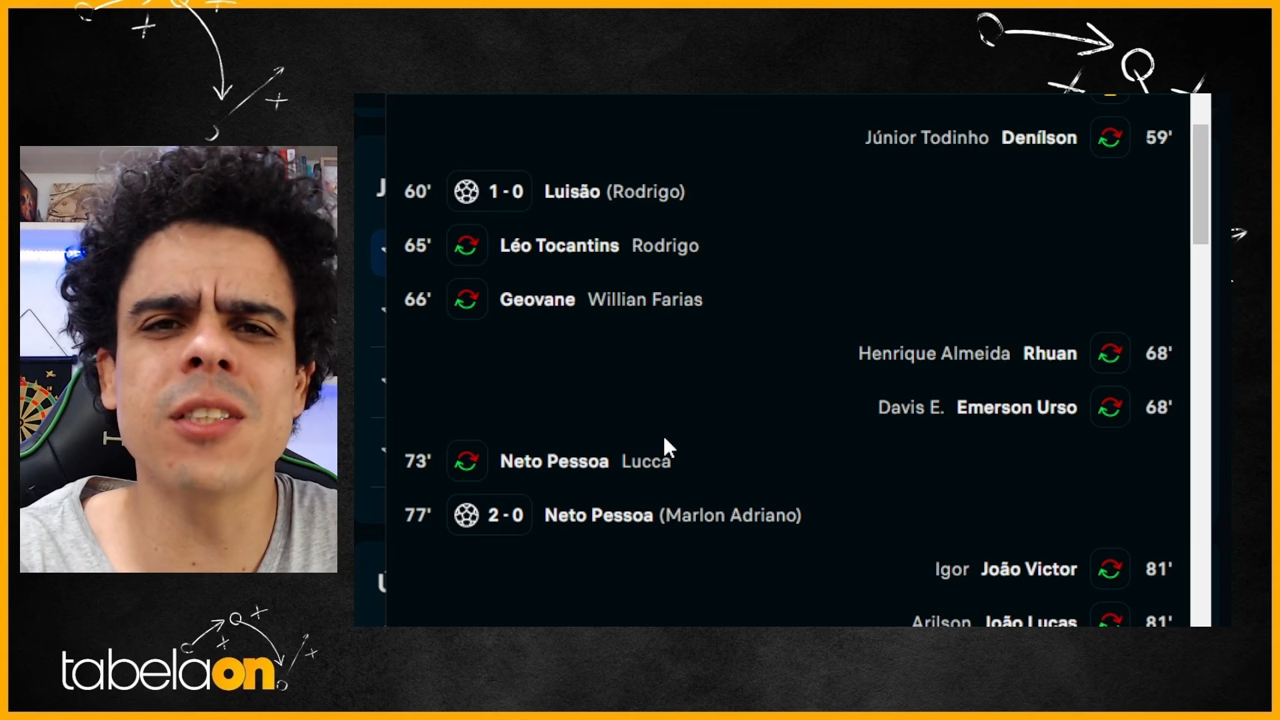 Júnior Todinho Denílson 59'
60' 1 - 0 Luisão (Rodrigo)
65' Léo Tocantins Rodrigo
66' Geovane Willian Farias
Henrique Almeida Rhuan 68'
Davis E. Emerson Urso 68'
73' Neto Pessoa Lucca
77' 2 - 0 Neto Pessoa (Marlon Adriano)
Igor João Victor 81'
Arilson João Lucas 81'
tabelaon